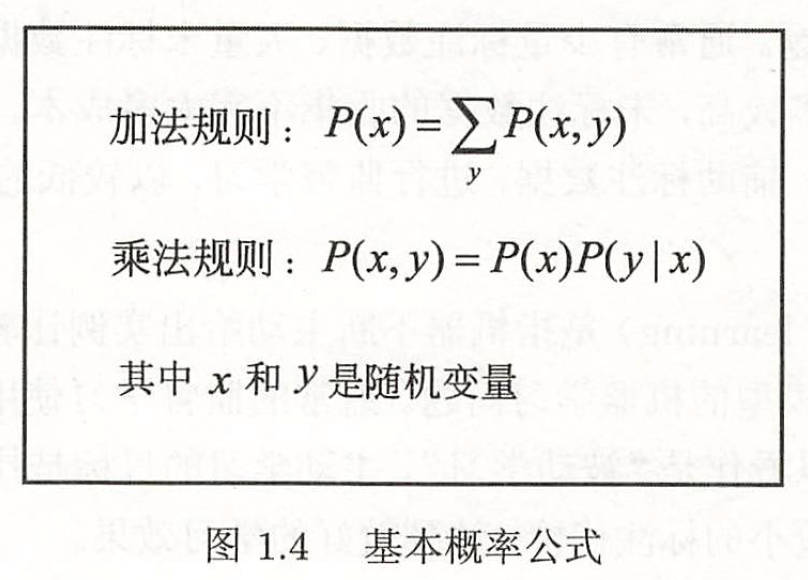 加法规则：P(x) = ∑_y P(x, y)
乘法规则：P(x, y) = P(x)P(y | x)
其中 x 和 y 是随机变量
图 1.4 基本概率公式